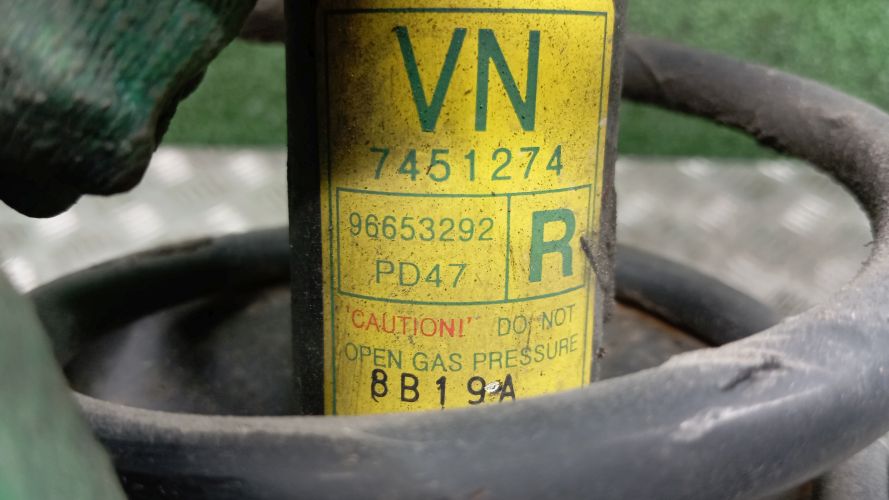 VN
7451274
96653292
PD47
R
'CAUTION!' DO NOT
OPEN GAS PRESSURE
8B19A